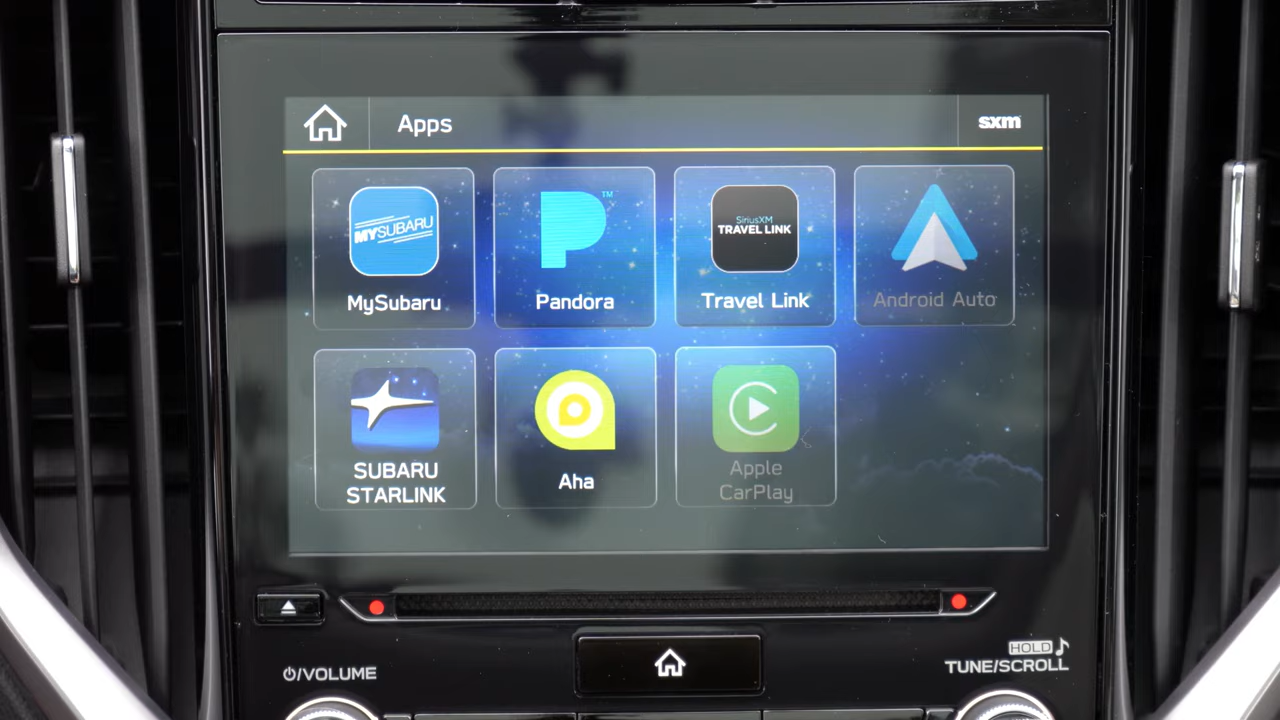 Apps
sxm
MYSUBARU
MySubaru
TM
Pandora
SiriusXM
TRAVEL LINK
Travel Link
Android Auto
SUBARU
STARLINK
Aha
Apple
CarPlay
/VOLUME
HOLD
TUNE/SCROLL